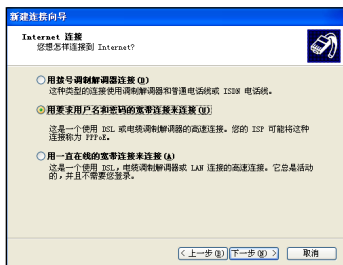 新建连接向导
Internet 连接
您想怎样连接到 Internet?
用拨号调制解调器连接(D)
这种类型的连接使用调制解调器和普通电话线或 ISDN 电话线。
用要求用户名和密码的宽带连接来连接(U)
这是一个使用 DSL 或电缆调制解调器的高速连接。您的 ISP 可能将这种
连接称为 PPPoE。
用一直在线的宽带连接来连接(A)
这是一个使用 DSL,电缆调制解调器或 LAN 连接的高速连接。它总是活动
的,并且不需要您登录。
< 上一步(B) 下一步(N) > 取消